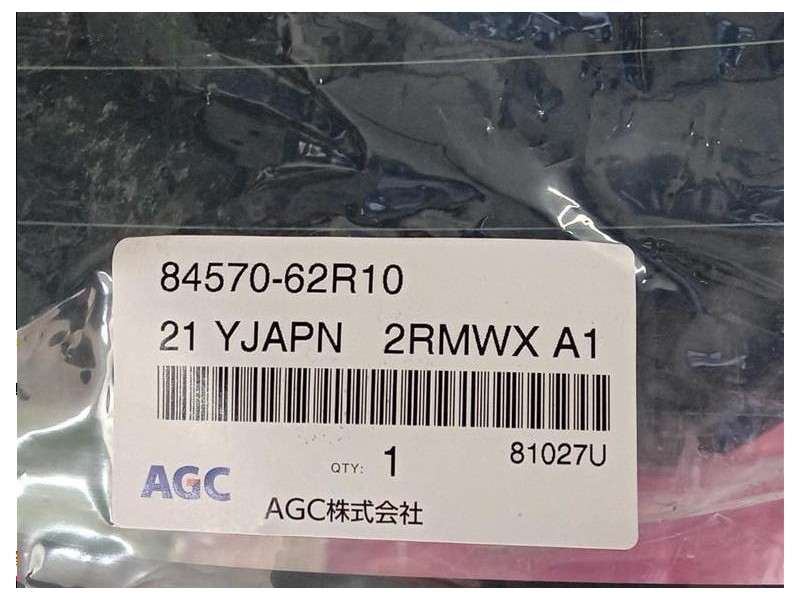 84570-62R10
21 YJAPN 2RMWX A1
QTY: 1
81027U
AGC
AGC株式会社